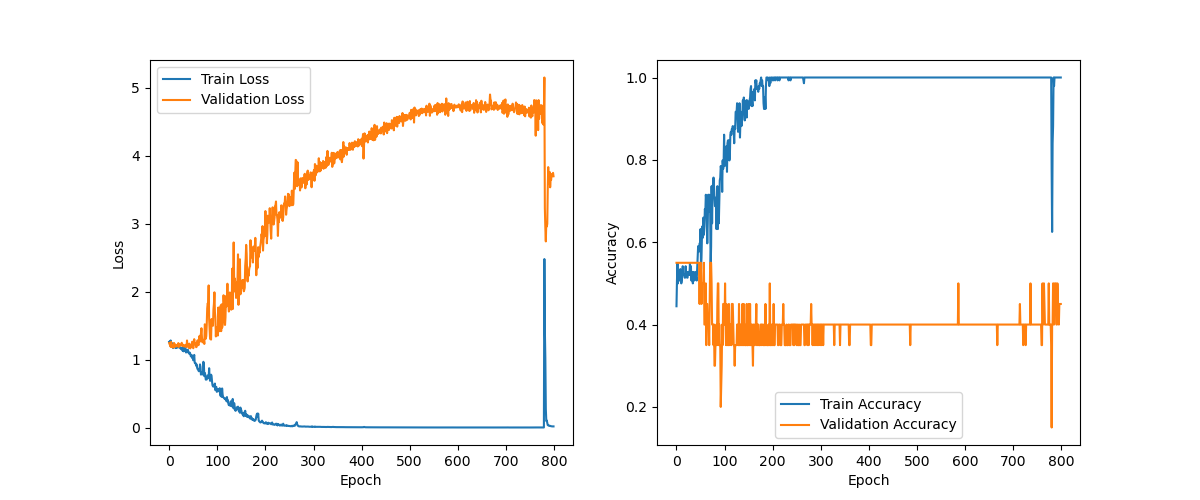 Train Loss
Validation Loss
5
4
3
2
1
0
Loss
0 100 200 300 400 500 600 700 800
Epoch
1.0
0.8
0.6
0.4
0.2
Accuracy
Train Accuracy
Validation Accuracy
0 100 200 300 400 500 600 700 800
Epoch